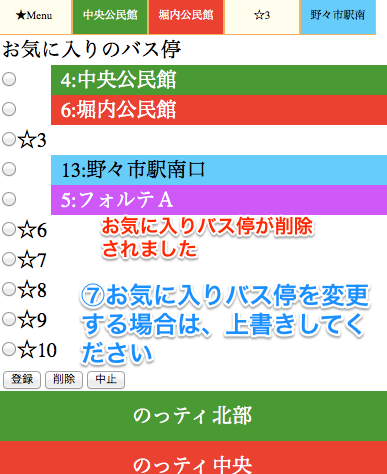 ★Menu 中央公民館 堀内公民館 ☆3 野々市駅南
お気に入りのバス停
4:中央公民館
6:堀内公民館
☆3
13:野々市駅南口
5:フォルテA
☆6
お気に入りバス停が削除
されました
☆7
☆8
⑦お気に入りバス停を変更
する場合は、上書きしてく
ださい
☆9
☆10
登録 削除 中止
のっティ北部
のっティ中央